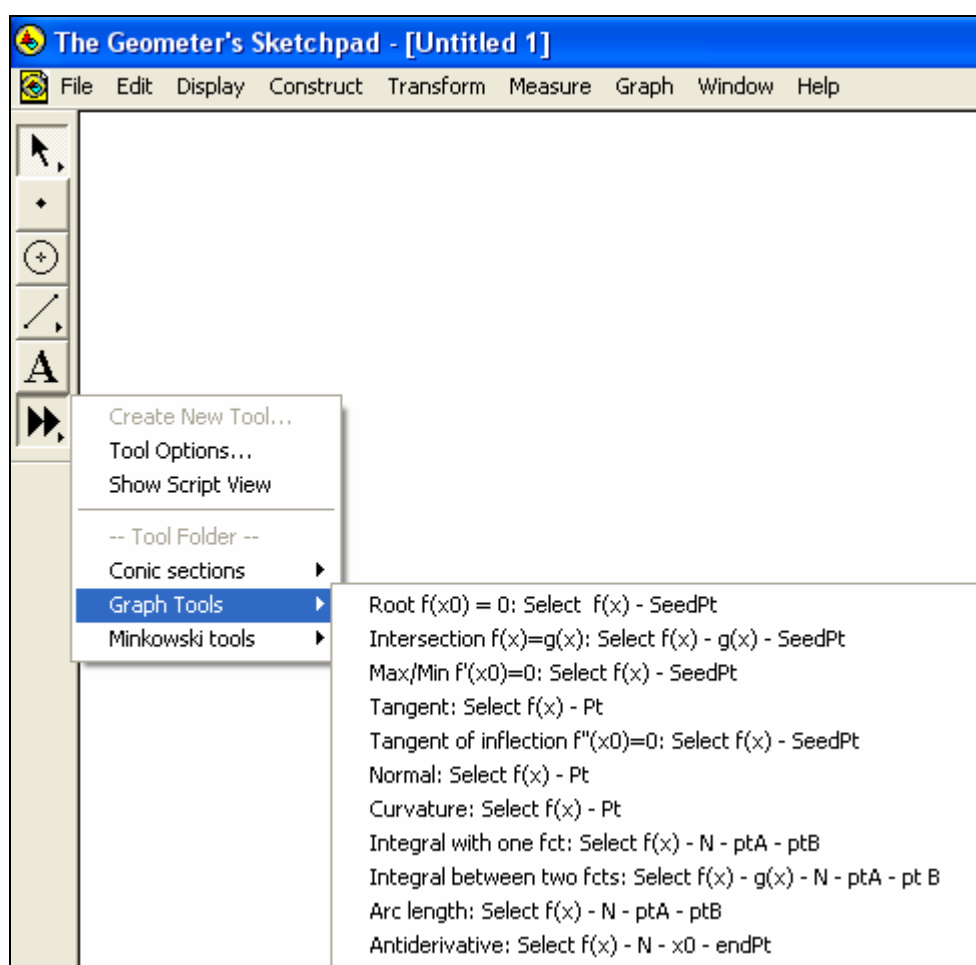 The Geometer's Sketchpad - [Untitled 1]
File Edit Display Construct Transform Measure Graph Window Help
A
Create New Tool...
Tool Options...
Show Script View
-- Tool Folder --
Conic sections
Graph Tools
Minkowski tools
Root f(x0) = 0: Select f(x) - SeedPt
Intersection f(x)=g(x): Select f(x) - g(x) - SeedPt
Max/Min f'(x0)=0: Select f(x) - SeedPt
Tangent: Select f(x) - Pt
Tangent of inflection f''(x0)=0: Select f(x) - SeedPt
Normal: Select f(x) - Pt
Curvature: Select f(x) - Pt
Integral with one fct: Select f(x) - N - ptA - ptB
Integral between two fcts: Select f(x) - g(x) - N - ptA - pt B
Arc length: Select f(x) - N - ptA - ptB
Antiderivative: Select f(x) - N - x0 - endPt